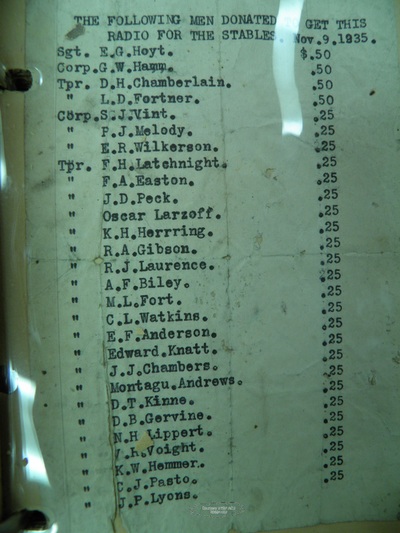 THE FOLLOWING MEN DONATED GET THIS
RADIO FOR THE STABLES. Nov.9,1935.
Sgt. E.G.Hoyt. $.50
Corp.G.W.Hamm. .50
Tpr. D.H.Chamberlain. .50
" L.D.Fortner. .50
Corp.S.J.Vint. .25
" P.J.Melody. .25
" E.R.Wilkerson. .25
Tpr. F.H.Latchnight. .25
" F.A.Easton. .25
" J.D.Peck. .25
" Oscar Larzoff. .25
" K.H.Herrring. .25
" R.A.Gibson. .25
" R.J.Laurence. .25
" A.F.Biley. .25
" M.L.Fort. .25
" C.L.Watkins. .25
" E.F.Anderson. .25
" Edward.Knatt. .25
" J.J.Chambers. .25
" Montagu.Andrews. .25
" D.T.Kinne. .25
" D.B.Gervine. .25
" N.H.Lippert. .25
" V.R.Voight. .25
" K.W.Hemmer. .25
" C.J.Pasto. .25
" J.P.Lyons. .25